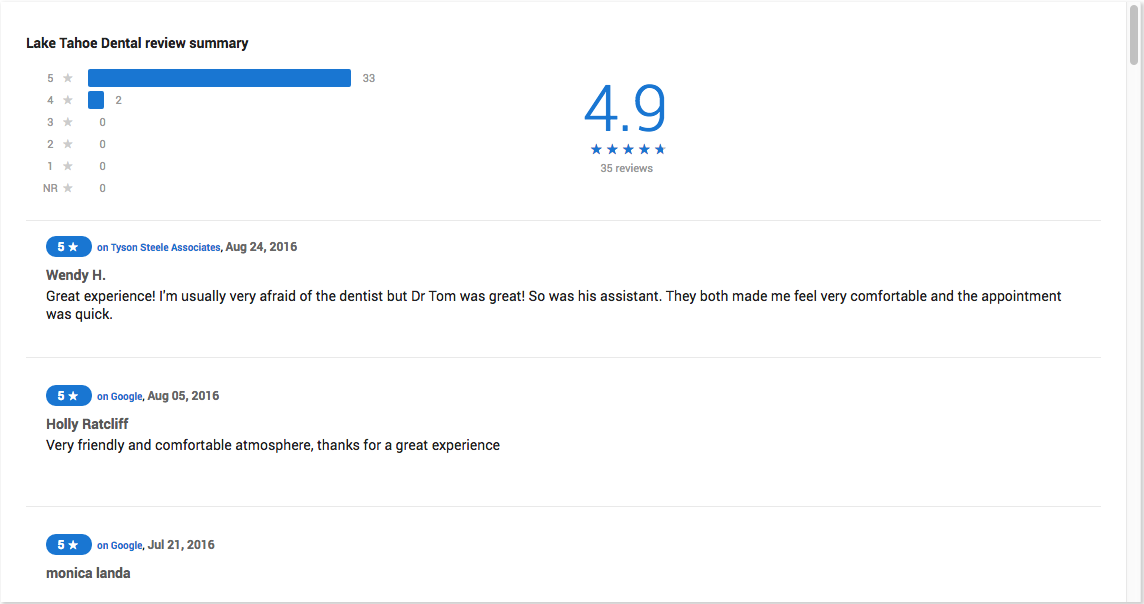 Lake Tahoe Dental review summary
5 ★ 33
4 ★ 2
3 ★ 0
2 ★ 0
1 ★ 0
NR ★ 0
4.9
★★★★★
35 reviews
5 ★ on Tyson Steele Associates, Aug 24, 2016
Wendy H.
Great experience! I'm usually very afraid of the dentist but Dr Tom was great! So was his assistant. They both made me feel very comfortable and the appointment
was quick.
5 ★ on Google, Aug 05, 2016
Holly Ratcliff
Very friendly and comfortable atmosphere, thanks for a great experience
5 ★ on Google, Jul 21, 2016
monica landa